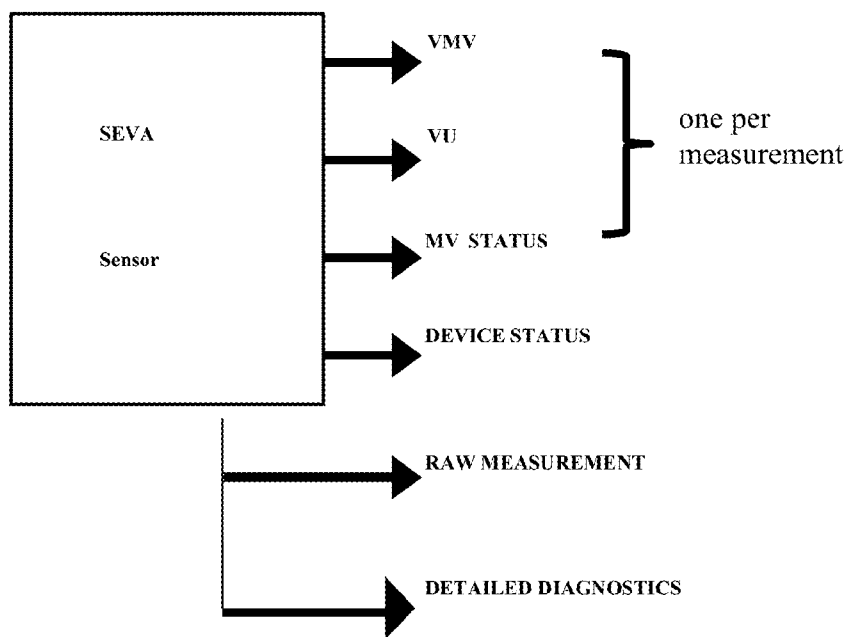 VMV
SEVA
VU
one per
measurement
Sensor
MV STATUS
DEVICE STATUS
RAW MEASUREMENT
DETAILED DIAGNOSTICS